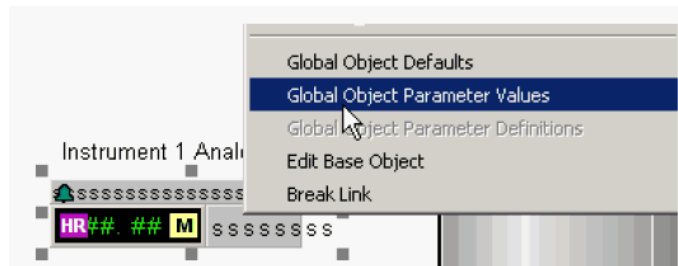 Global Object Defaults
Global Object Parameter Values
Global Object Parameter Definitions
Edit Base Object
Break Link
Instrument 1 Anal
sssssssssssssss
HR##. ## M ssssssss